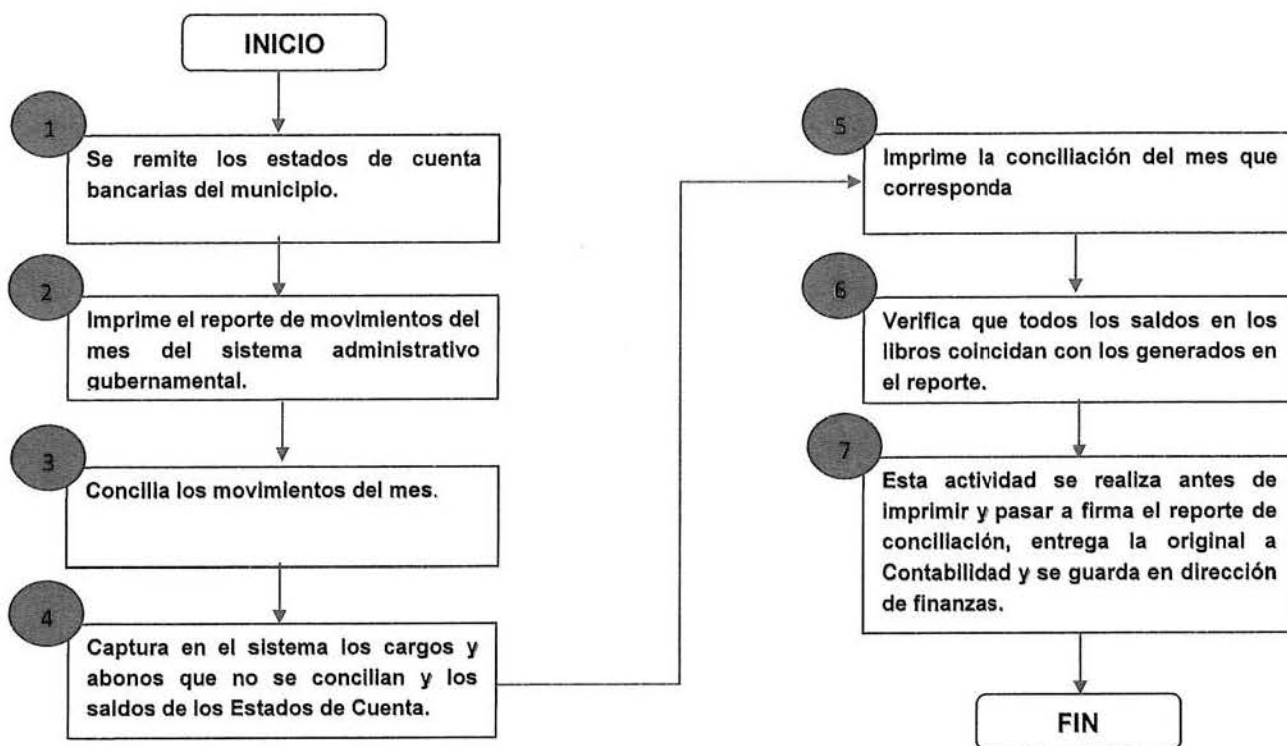 INICIO
1
Se remite los estados de cuenta
bancarias del municipio.
2
Imprime el reporte de movimientos del
mes del sistema administrativo
gubernamental.
3
Concilia los movimientos del mes.
4
Captura en el sistema los cargos y
abonos que no se concilian y los
saldos de los Estados de Cuenta.
5
Imprime la conciliación del mes que
corresponda
6
Verifica que todos los saldos en los
libros coincidan con los generados en
el reporte.
7
Esta actividad se realiza antes de
imprimir y pasar a firma el reporte de
conciliación, entrega la original a
Contabilidad y se guarda en dirección
de finanzas.
FIN